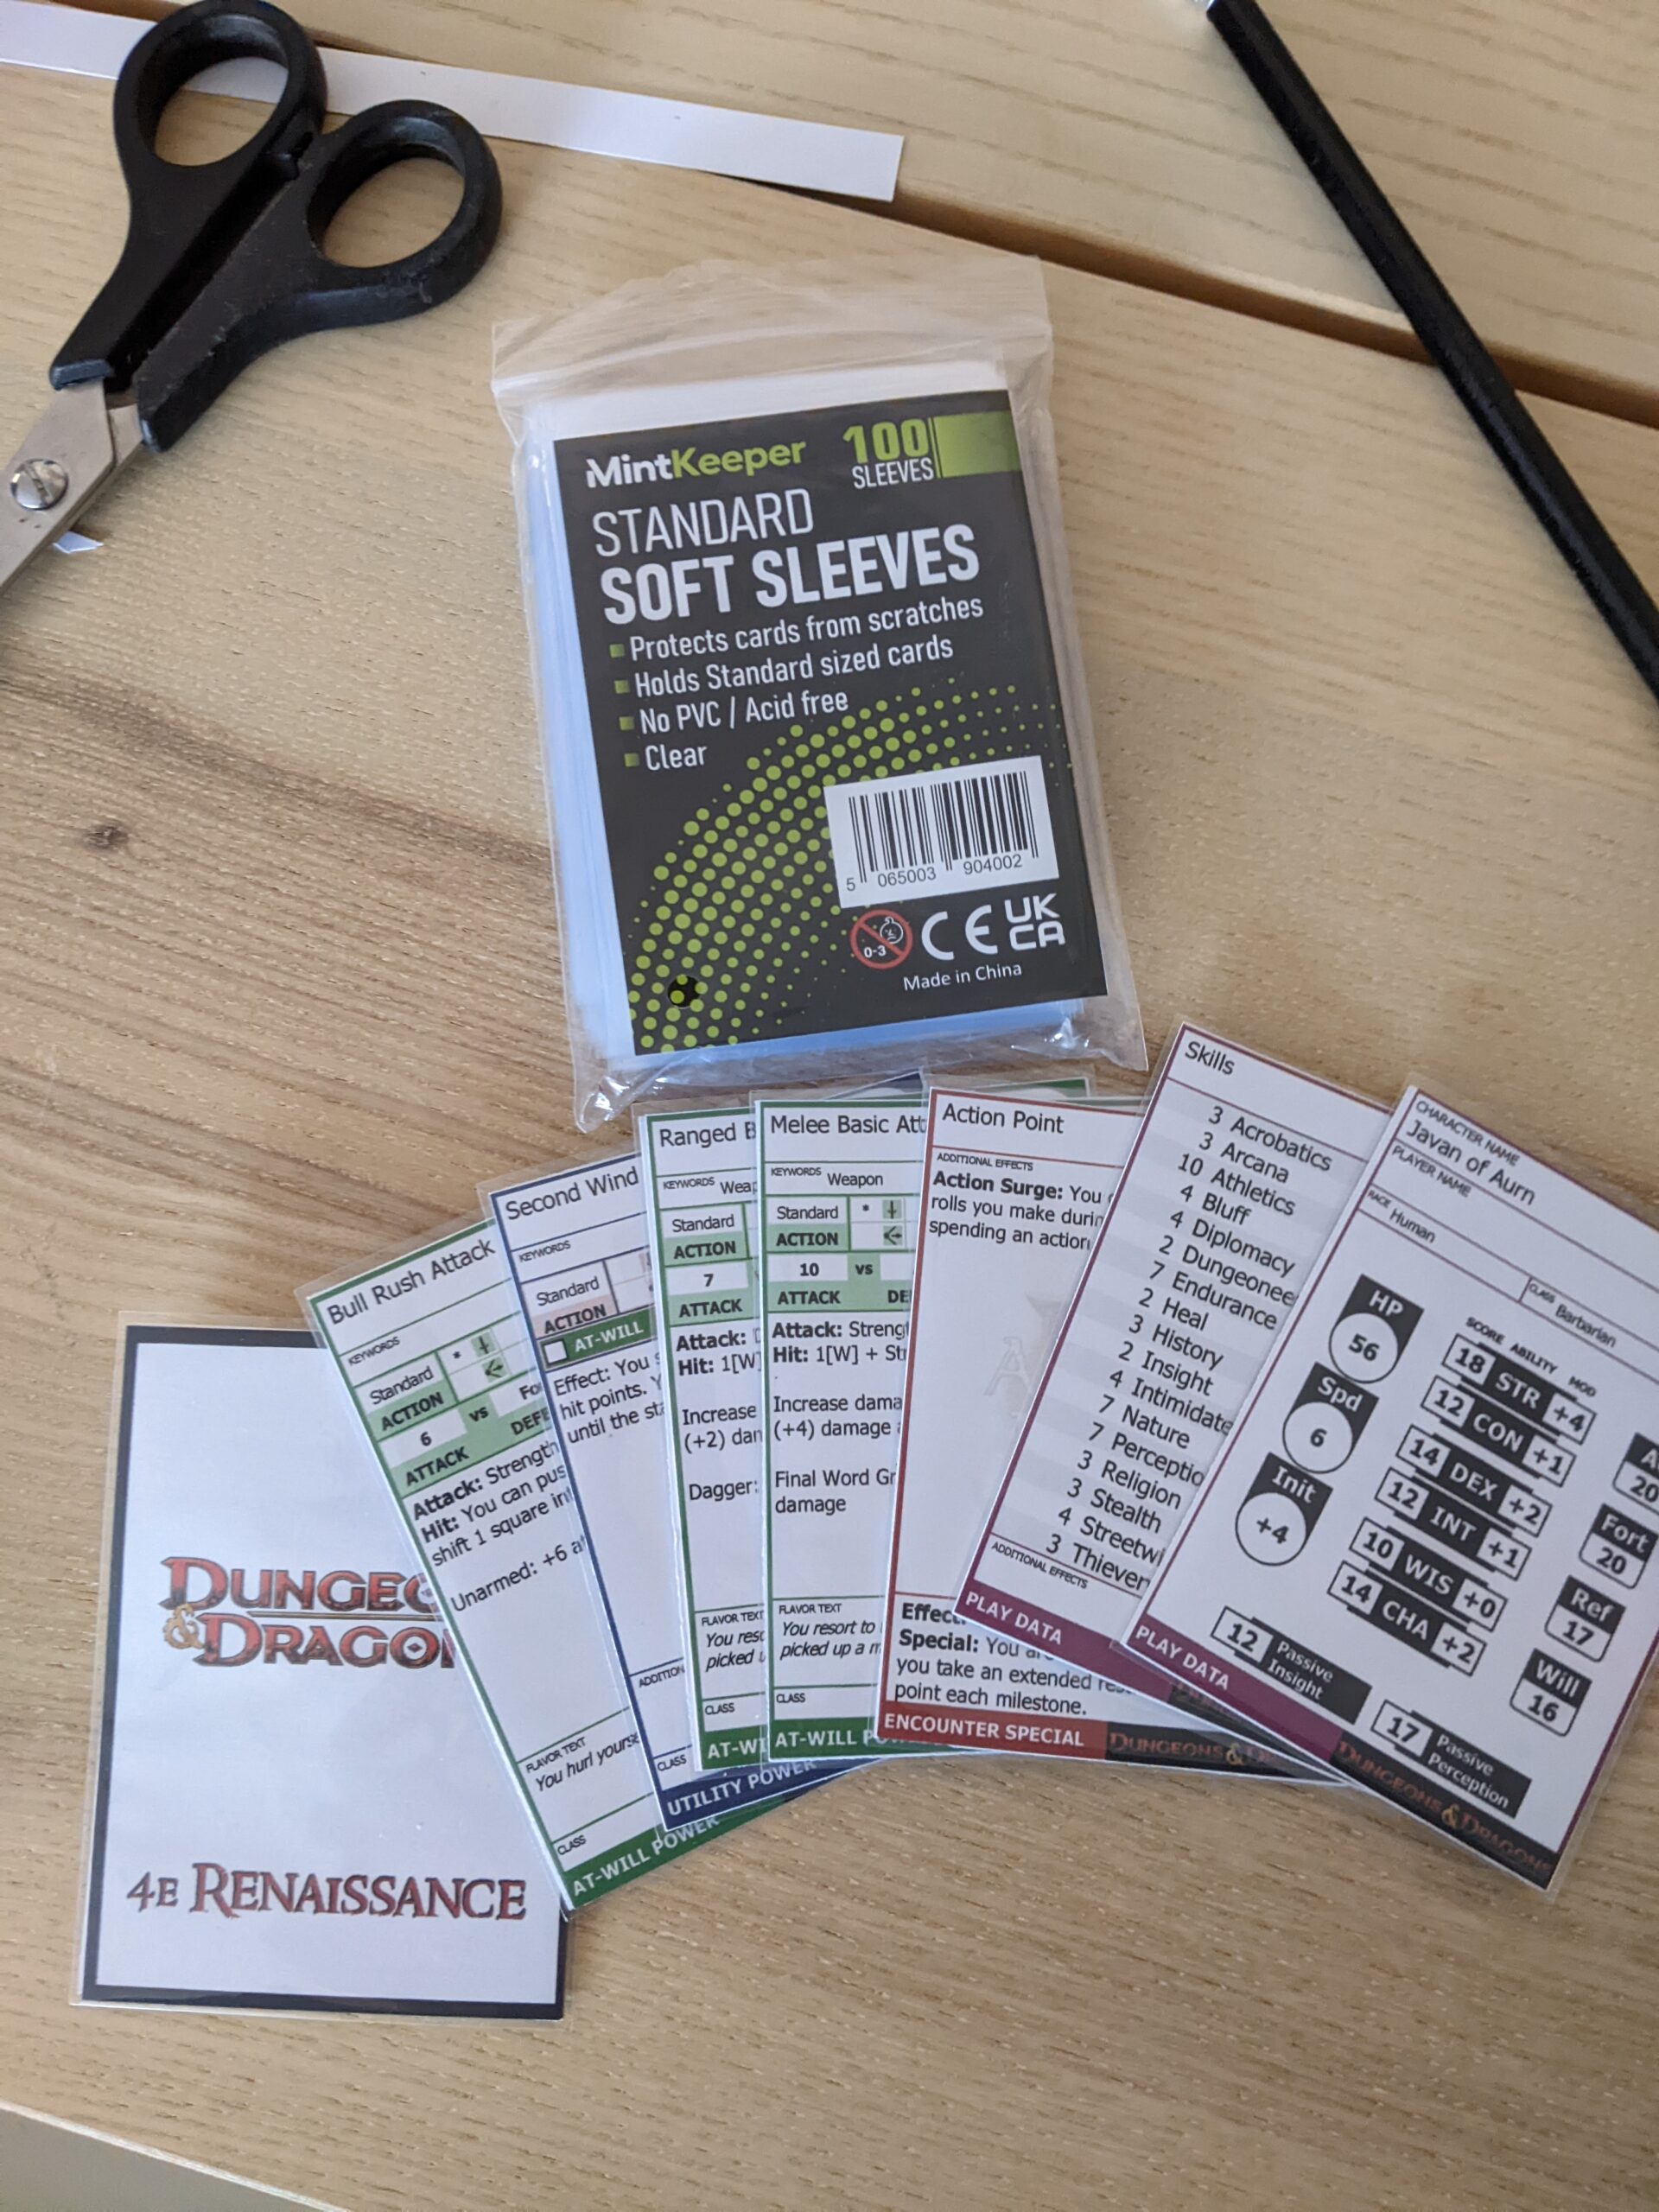 MintKeeper
100
SLEEVES
STANDARD
SOFT SLEEVES
Protects cards from scratches
Holds Standard sized cards
No PVC / Acid free
Clear
5 065003 904002
0-3
CE
UK
CA
Made in China
DUNGEO
& DRAGO
4E RENAISSANCE
Bull Rush Attack
KEYWORDS
Standard
ACTION
6 vs Fo
ATTACK DEFE
Attack: Strength
Hit: You can pus
shift 1 square in
Unarmed: +6 a
FLAVOR TEXT
You hurl yourse
CLASS
AT-WILL POWER
Second Wind
KEYWORDS
Standard
ACTION
AT-WILL
Effect: You s
hit points. Y
until the sta
ADDITION
CLASS
UTILITY POWER
Ranged B
KEYWORDS Weap
Standard
ACTION
7
ATTACK
Attack:
Hit: 1[W]
Increase
(+2) dam
Dagger:
FLAVOR TEXT
You reso
picked u
CLASS
AT-WI
Melee Basic Att
KEYWORDS Weapon
Standard *
ACTION
10 vs
ATTACK DE
Attack: Streng
Hit: 1[W] + St
Increase dama
(+4) damage
Final Word Gr
damage
FLAVOR TEXT
You resort to
picked up a m
CLASS
AT-WILL PO
Action Point
ADDITIONAL EFFECTS
Action Surge: You
rolls you make durin
spending an action
Effec
Special: You
you take an extended
point each milestone.
ENCOUNTER SPECIAL
DUNGEONS & D
Skills
3 Acrobatics
3 Arcana
10 Athletics
4 Bluff
4 Diplomacy
2 Dungeonee
7 Endurance
2 Heal
3 History
2 Insight
4 Intimidate
7 Nature
7 Perceptio
3 Religion
3 Stealth
4 Streetwi
3 Thiever
ADDITIONAL EFFECTS
PLAY DATA
CHARACTER NAME
Javan of Aurn
PLAYER NAME
RACE Human
CLASS Barbarian
HP
56
Spd
6
Init
+4
SCORE ABILITY MOD
18 STR +4
12 CON +1
14 DEX +2
12 INT +1
10 WIS +0
14 CHA +2
A
20
Fort
20
Ref
17
Will
16
12 Passive Insight
17 Passive Perception
PLAY DATA
DUNGEONS & DRAGONS